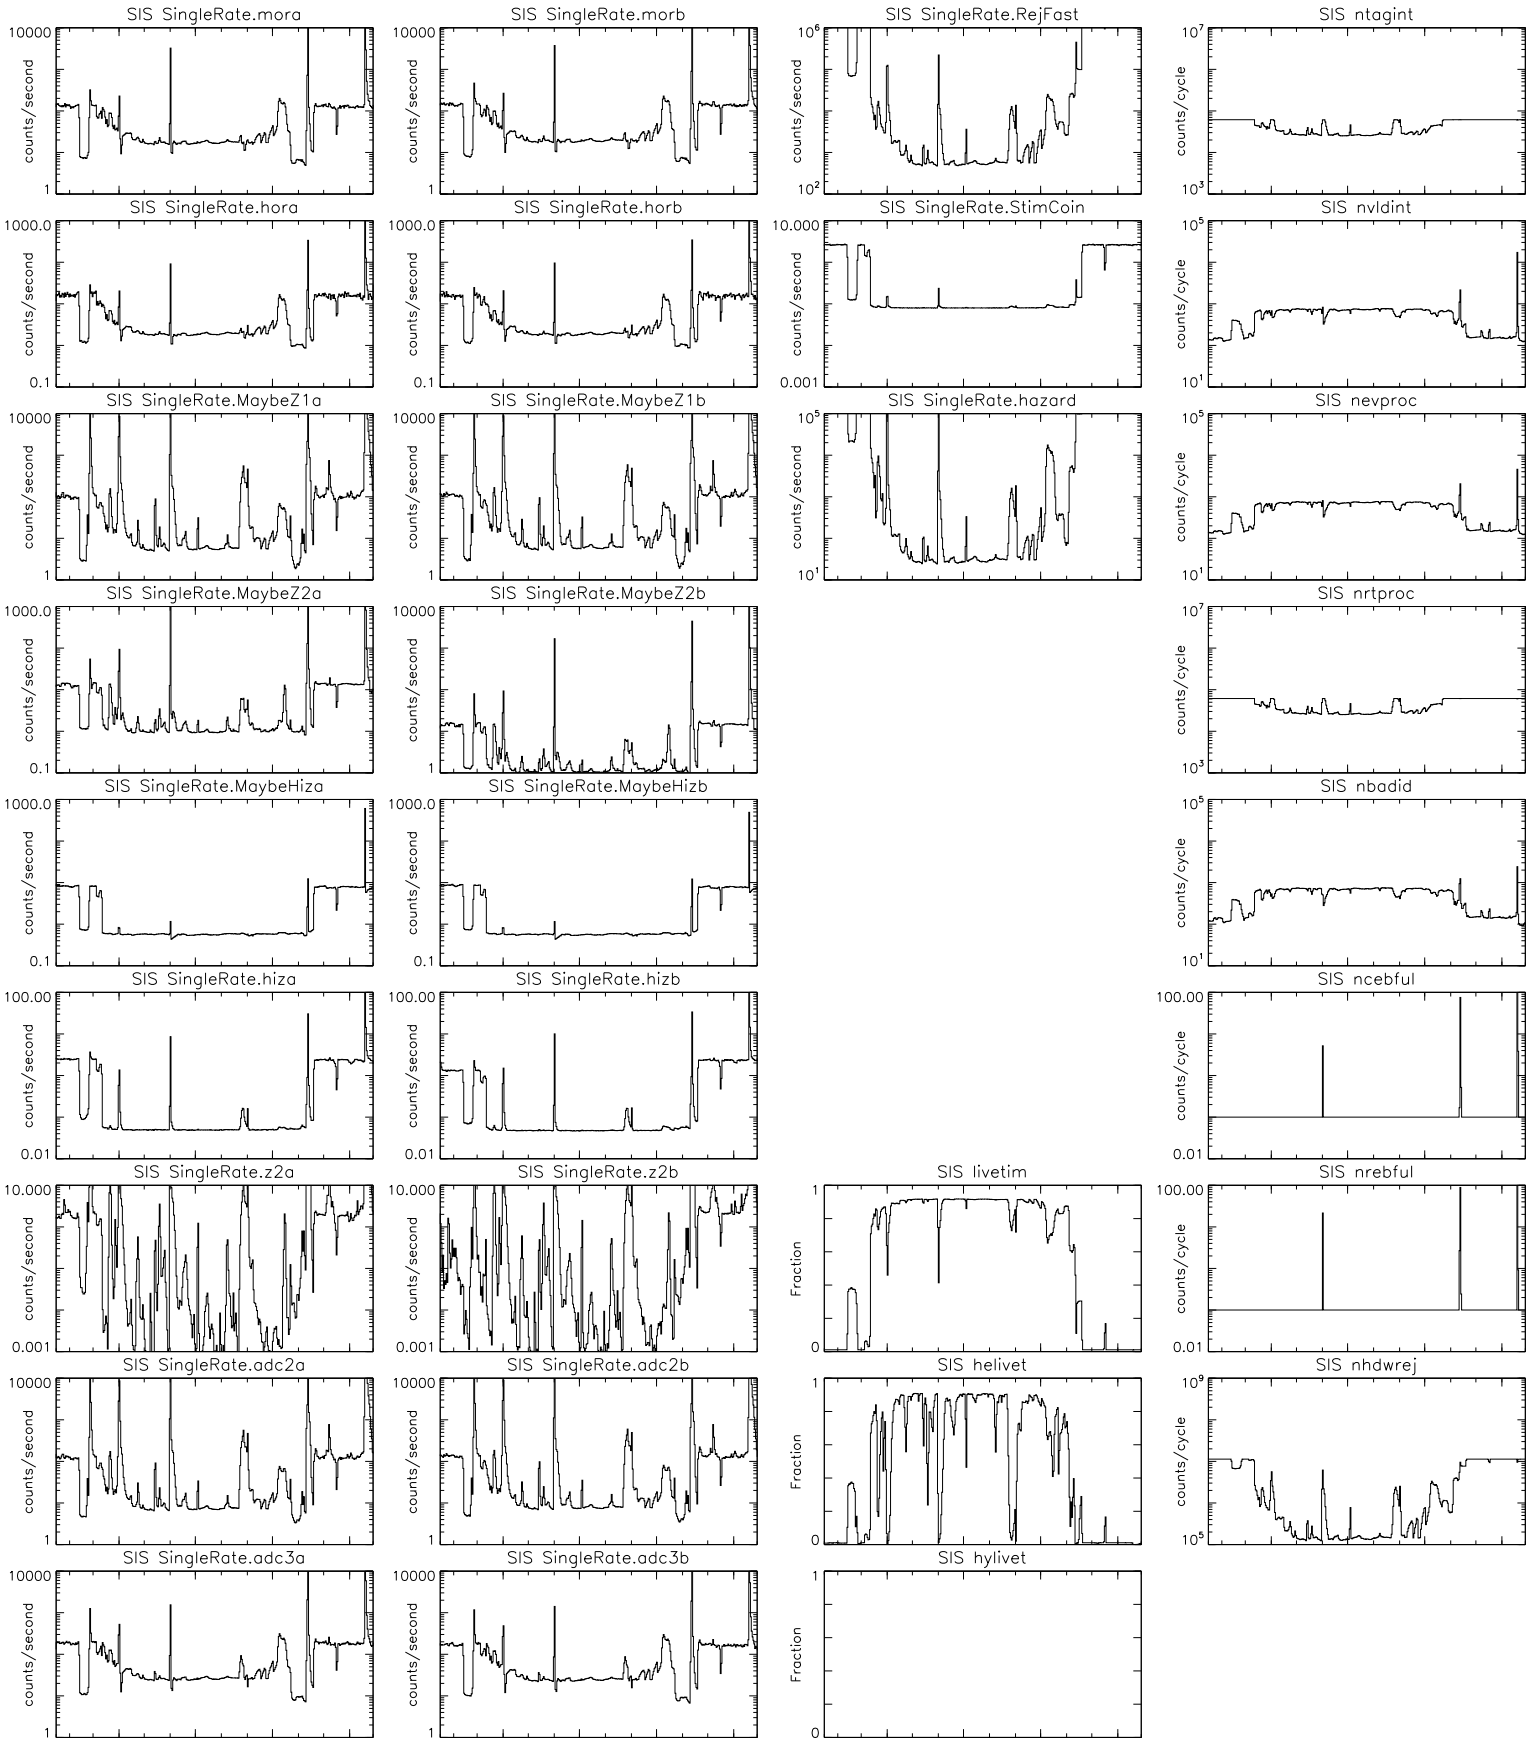 SIS SingleRate.mora
10000
counts/second
1
SIS SingleRate.morb
10000
counts/second
1
SIS SingleRate.RejFast
10^6
counts/second
10^2
SIS ntagint
10^7
counts/cycle
10^3
SIS SingleRate.hora
1000.0
counts/second
0.1
SIS SingleRate.horb
1000.0
counts/second
0.1
SIS SingleRate.StimCoin
10.000
counts/second
0.001
SIS nvldint
10^5
counts/cycle
10^1
SIS SingleRate.MaybeZ1a
10000
counts/second
1
SIS SingleRate.MaybeZ1b
10000
counts/second
1
SIS SingleRate.hazard
10^5
counts/second
10^1
SIS nevproc
10^5
counts/cycle
10^1
SIS SingleRate.MaybeZ2a
1000.0
counts/second
0.1
SIS SingleRate.MaybeZ2b
10000
counts/second
1
SIS nrtproc
10^7
counts/cycle
10^3
SIS SingleRate.MaybeHiza
1000.0
counts/second
0.1
SIS SingleRate.MaybeHizb
1000.0
counts/second
0.1
SIS nbadid
10^5
counts/cycle
10^1
SIS SingleRate.hiza
100.00
counts/second
0.01
SIS SingleRate.hizb
100.00
counts/second
0.01
SIS ncebful
100.00
counts/cycle
0.01
SIS SingleRate.z2a
10.000
counts/second
0.001
SIS SingleRate.z2b
10.000
counts/second
0.001
SIS livetim
1
Fraction
0
SIS nrebful
100.00
counts/cycle
0.01
SIS SingleRate.adc2a
10000
counts/second
1
SIS SingleRate.adc2b
10000
counts/second
1
SIS helivet
1
Fraction
0
SIS nhdwrej
10^9
counts/cycle
10^5
SIS SingleRate.adc3a
10000
counts/second
1
SIS SingleRate.adc3b
10000
counts/second
1
SIS hylivet
1
Fraction
0